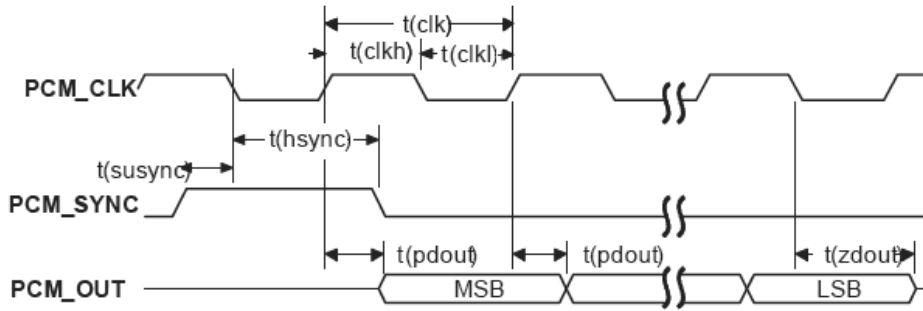 t(clk)
t(clkh) t(clkl)
PCM_CLK
t(hsync)
t(susync)
PCM_SYNC
t(pdout) t(pdout) t(zdout)
PCM_OUT MSB LSB